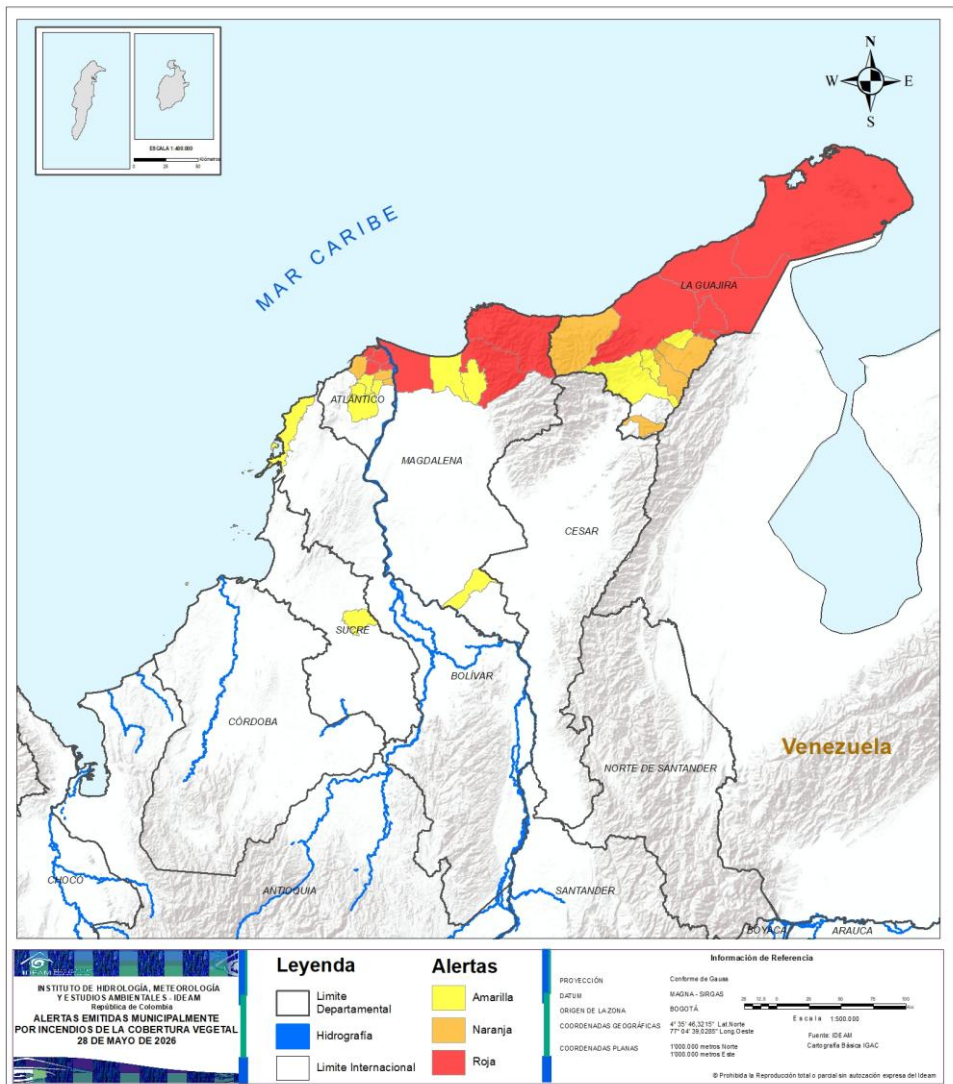 ESCALA 1:400.000
Kilómetros
N
W
E
S
MAR CARIBE
LA GUAJIRA
ATLÁNTICO
MAGDALENA
CESAR
SUCRE
BOLÍVAR
CÓRDOBA
Venezuela
NORTE DE SANTANDER
CHOCÓ
ANTIOQUIA
SANTANDER
BOYACÁ
ARAUCA
IDEAM
INSTITUTO DE HIDROLOGÍA, METEOROLOGÍA
Y ESTUDIOS AMBIENTALES - IDEAM
República de Colombia
ALERTAS EMITIDAS MUNICIPALMENTE
POR INCENDIOS DE LA COBERTURA VEGETAL
28 DE MAYO DE 2026
Leyenda
Limite
Departamental
Hidrografía
Limite Internacional
Alertas
Amarilla
Naranja
Roja
Información de Referencia
PROYECCIÓN Conforme de Gauss
DATUM MAGNA - SIRGAS
ORIGEN DE LA ZONA BOGOTÁ
COORDENADAS GEOGRÁFICAS 4° 35' 46,3215" Lat.Norte
77° 04' 39,0285" Long Oeste
COORDENADAS PLANAS 1'000.000 metros Norte
1'000.000 metros Este
Escala 1:500.000
Fuente: IDEAM
Cartografía Básica IGAC
© Prohibida la Reproducción total o parcial sin autozación expresa del Ideam